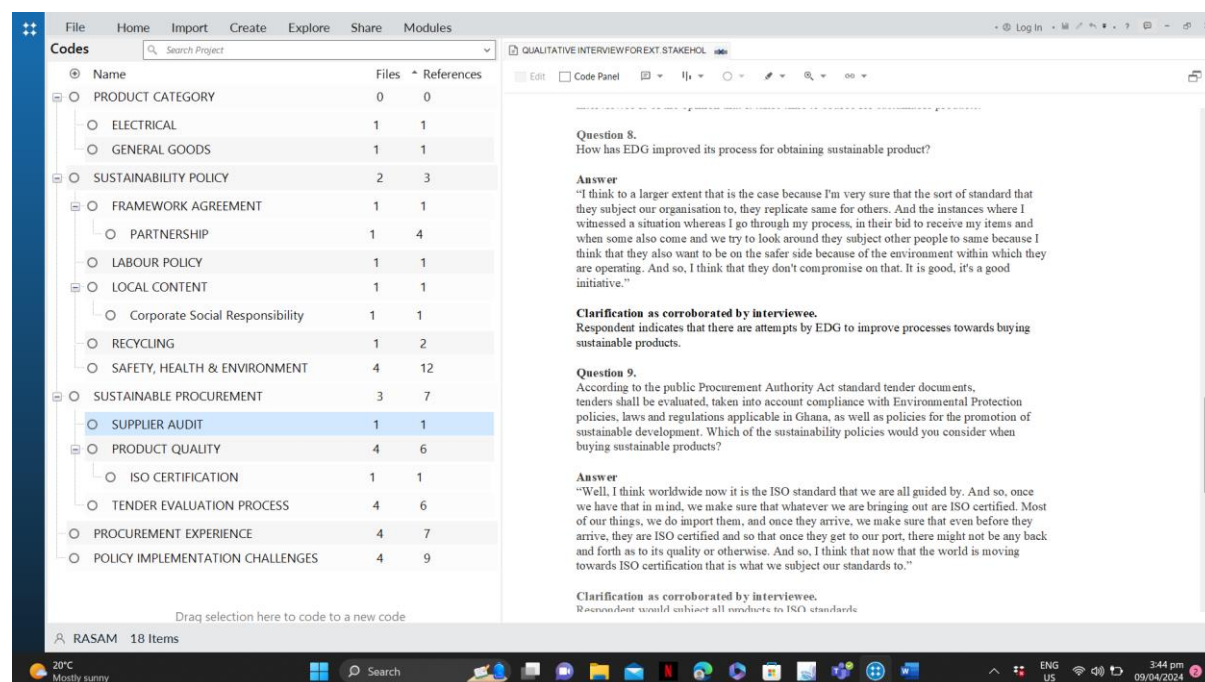 File Home Import Create Explore Share Modules
Log In
Codes
Search Project
QUALITATIVE INTERVIEW FOR EXT STAKEHOL
Edit Code Panel
Name Files References
PRODUCT CATEGORY 0 0
ELECTRICAL 1 1
GENERAL GOODS 1 1
SUSTAINABILITY POLICY 2 3
FRAMEWORK AGREEMENT 1 1
PARTNERSHIP 1 4
LABOUR POLICY 1 1
LOCAL CONTENT 1 1
Corporate Social Responsibility 1 1
RECYCLING 1 2
SAFETY, HEALTH & ENVIRONMENT 4 12
SUSTAINABLE PROCUREMENT 3 7
SUPPLIER AUDIT 1 1
PRODUCT QUALITY 4 6
ISO CERTIFICATION 1 1
TENDER EVALUATION PROCESS 4 6
PROCUREMENT EXPERIENCE 4 7
POLICY IMPLEMENTATION CHALLENGES 4 9
Drag selection here to code to a new code
Question 8.
How has EDG improved its process for obtaining sustainable product?
Answer
“I think to a larger extent that is the case because I'm very sure that the sort of standard that
they subject our organisation to, they replicate same for others. And the instances where I
witnessed a situation whereas I go through my process, in their bid to receive my items and
when some also come and we try to look around they subject other people to same because I
think that they also want to be on the safer side because of the environment within which they
are operating. And so, I think that they don't compromise on that. It is good, it's a good
initiative.”
Clarification as corroborated by interviewee.
Respondent indicates that there are attempts by EDG to improve processes towards buying
sustainable products.
Question 9.
According to the public Procurement Authority Act standard tender documents,
tenders shall be evaluated, taken into account compliance with Environmental Protection
policies, laws and regulations applicable in Ghana, as well as policies for the promotion of
sustainable development. Which of the sustainability policies would you consider when
buying sustainable products?
Answer
“Well, I think worldwide now it is the ISO standard that we are all guided by. And so, once
we have that in mind, we make sure that whatever we are bringing out are ISO certified. Most
of our things, we do import them, and once they arrive, we make sure that even before they
arrive, they are ISO certified and so that once they get to our port, there might not be any back
and forth as to its quality or otherwise. And so, I think that now that the world is moving
towards ISO certification that is what we subject our standards to.”
Clarification as corroborated by interviewee.
Respondent would subject all products to ISO standards
RASAM 18 Items
20°C
Mostly sunny
Search
ENG
US
3:44 pm
09/04/2024
2